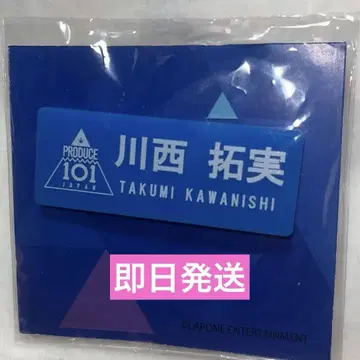 PRODUCE
101
JAPAN
川西 拓実
TAKUMI KAWANISHI
即日発送
©LAPONE ENTERTAINMENT